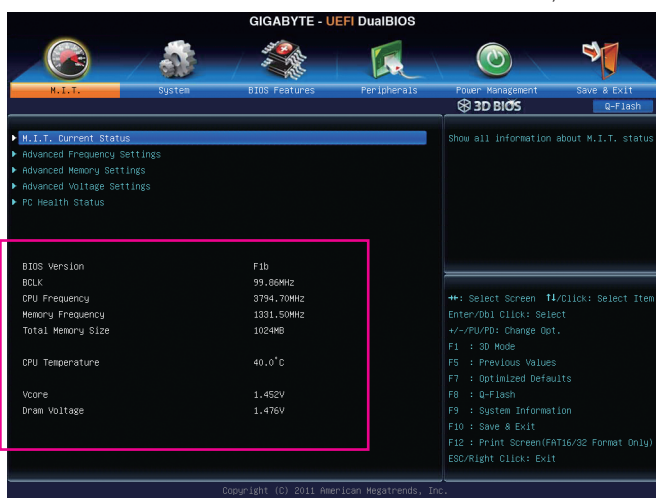 GIGABYTE - UEFI DualBIOS
M.I.T. System BIOS Features Peripherals Power Management Save & Exit
3D BIOS Q-Flash
M.I.T. Current Status
Advanced Frequency Settings
Advanced Memory Settings
Advanced Voltage Settings
PC Health Status
Show all information about M.I.T. status
BIOS Version F1b
BCLK 99.86MHz
CPU Frequency 3794.70MHz
Memory Frequency 1331.50MHz
Total Memory Size 1024MB
CPU Temperature 40.0°C
Vcore 1.452V
Dram Voltage 1.476V
→←: Select Screen ↑↓/Click: Select Item
Enter/Dbl Click: Select
+/-/PU/PD: Change Opt.
F1 : 3D Mode
F5 : Previous Values
F7 : Optimized Defaults
F8 : Q-Flash
F9 : System Information
F10 : Save & Exit
F12 : Print Screen(FAT16/32 Format Only)
ESC/Right Click: Exit
Copyright (C) 2011 American Megatrends, Inc.